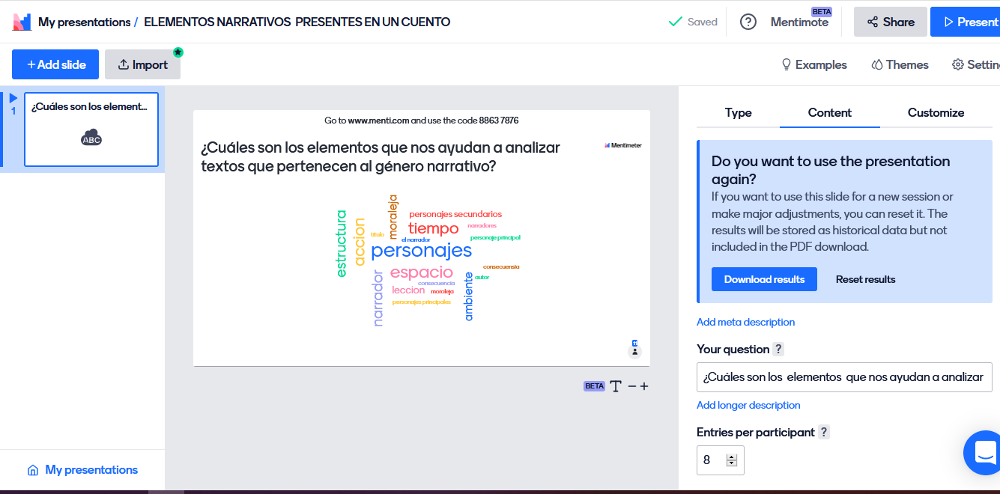 My presentations / ELEMENTOS NARRATIVOS PRESENTES EN UN CUENTO
Saved
?
Mentimote
BETA
Share
Present
+ Add slide
Import
Examples
Themes
Settin
1
¿Cuáles son los element...
ABC
Go to www.menti.com and use the code 8863 7876
¿Cuáles son los elementos que nos ayudan a analizar
textos que pertenecen al género narrativo?
Mentimeter
estructura
accion
moraleja
titulo
personajes secundarios
tiempo
narradores
el narrador
personaje principal
personajes
narrador
espacio
consecuensia
autor
consecuencia
leccion
moroleja
ambiente
personajes principales
11
BETA
T
− +
My presentations
Type
Content
Customize
Do you want to use the presentation
again?
If you want to use this slide for a new session or
make major adjustments, you can reset it. The
results will be stored as historical data but not
included in the PDF download.
Download results
Reset results
Add meta description
Your question ?
¿Cuáles son los elementos que nos ayudan a analizar
Add longer description
Entries per participant ?
8